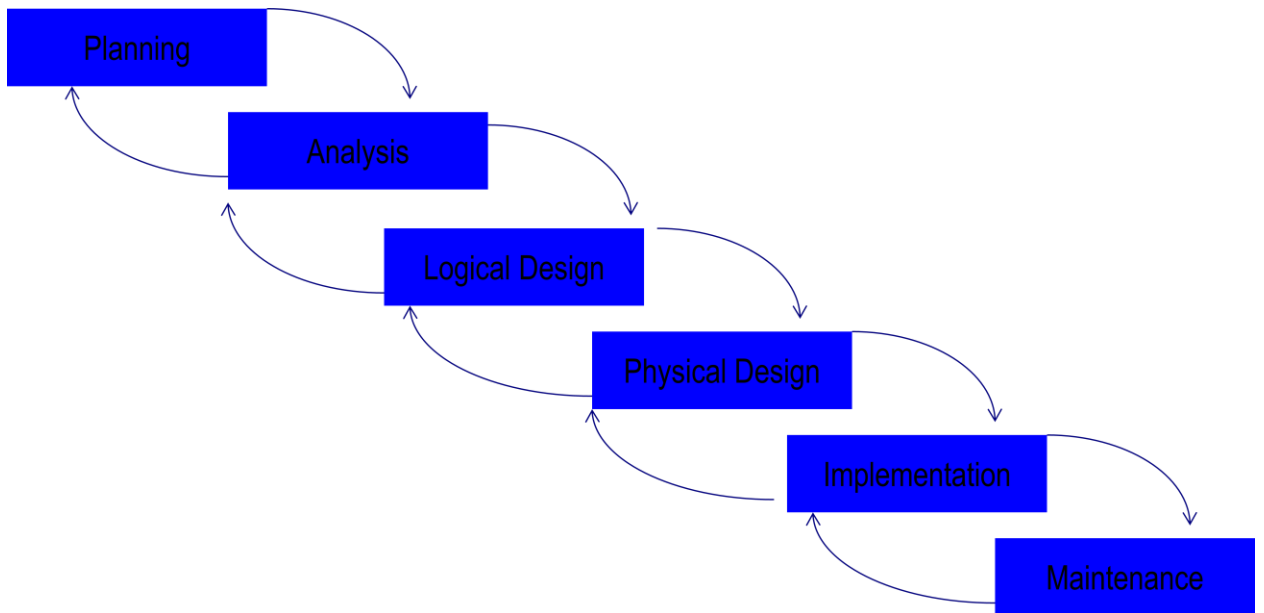 Planning
Analysis
Logical Design
Physical Design
Implementation
Maintenance